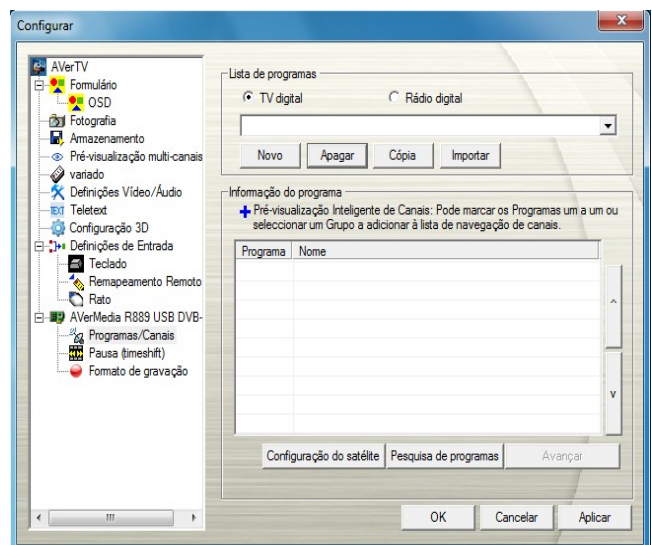 Configurar
AVerTV
Formulário
OSD
Fotografia
Armazenamento
Pré-visualização multi-canais
variado
Definições Vídeo/Áudio
TEXT Teletext
Configuração 3D
Definições de Entrada
Teclado
Remapeamento Remoto
Rato
AVerMedia R889 USB DVB-
Programas/Canais
Pausa (timeshift)
Formato de gravação
Lista de programas
TV digital
Rádio digital
Novo
Apagar
Cópia
Importar
Informação do programa
Pré-visualização Inteligente de Canais: Pode marcar os Programas um a um ou
seleccionar um Grupo a adicionar à lista de navegação de canais.
Programa Nome
Configuração do satélite
Pesquisa de programas
Avançar
OK
Cancelar
Aplicar